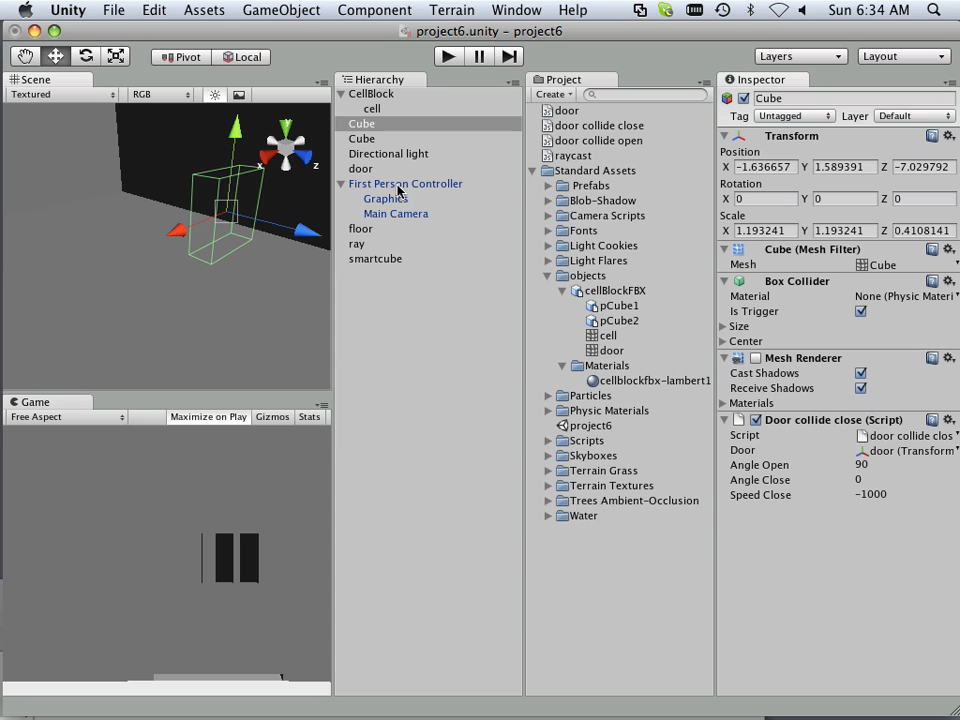 Unity File Edit Assets GameObject Component Terrain Window Help Sun 6:34 AM
project6.unity – project6
Pivot Local Layers Layout
Scene
Textured RGB
Y
x z
Game
Free Aspect Maximize on Play Gizmos Stats
Hierarchy
CellBlock
cell
Cube
Cube
Directional light
door
First Person Controller
Graphics
Main Camera
floor
ray
smartcube
Project
Create
door
door collide close
door collide open
raycast
Standard Assets
Prefabs
Blob-Shadow
Camera Scripts
Fonts
Light Cookies
Light Flares
objects
cellBlockFBX
pCube1
pCube2
cell
door
Materials
cellblockfbx-lambert1
Particles
Physic Materials
project6
Scripts
Skyboxes
Terrain Grass
Terrain Textures
Trees Ambient-Occlusion
Water
Inspector
Cube
Tag Untagged Layer Default
Transform
Position
X -1.636657 Y 1.589391 Z -7.029792
Rotation
X 0 Y 0 Z 0
Scale
X 1.193241 Y 1.193241 Z 0.4108141
Cube (Mesh Filter)
Mesh Cube
Box Collider
Material None (Physic Materi
Is Trigger
Size
Center
Mesh Renderer
Cast Shadows
Receive Shadows
Materials
Door collide close (Script)
Script door collide clos
Door door (Transform
Angle Open 90
Angle Close 0
Speed Close -1000